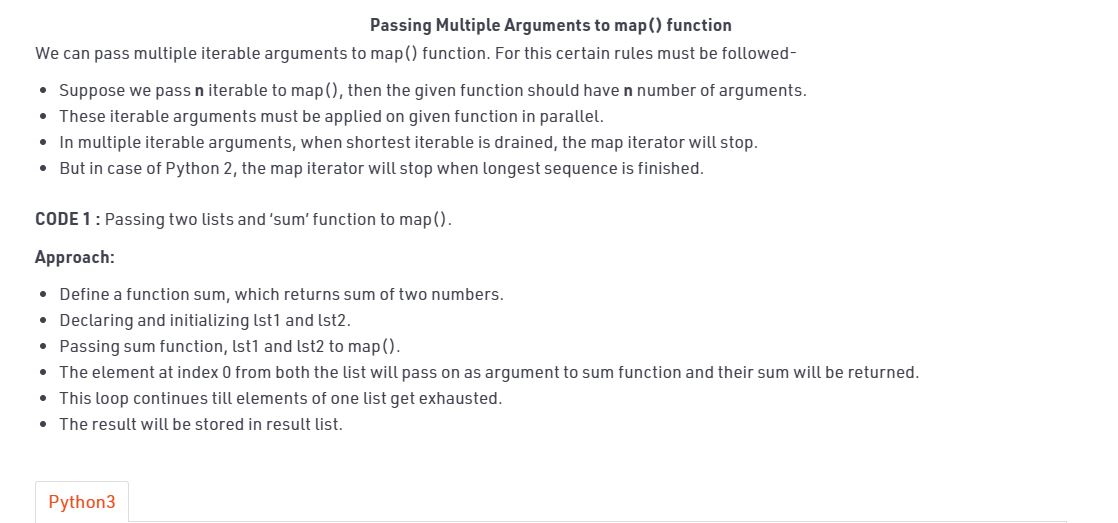 Passing Multiple Arguments to map() function
We can pass multiple iterable arguments to map() function. For this certain rules must be followed-
• Suppose we pass n iterable to map(), then the given function should have n number of arguments.
• These iterable arguments must be applied on given function in parallel.
• In multiple iterable arguments, when shortest iterable is drained, the map iterator will stop.
• But in case of Python 2, the map iterator will stop when longest sequence is finished.
CODE 1 : Passing two lists and ‘sum’ function to map().
Approach:
• Define a function sum, which returns sum of two numbers.
• Declaring and initializing lst1 and lst2.
• Passing sum function, lst1 and lst2 to map().
• The element at index 0 from both the list will pass on as argument to sum function and their sum will be returned.
• This loop continues till elements of one list get exhausted.
• The result will be stored in result list.
Python3